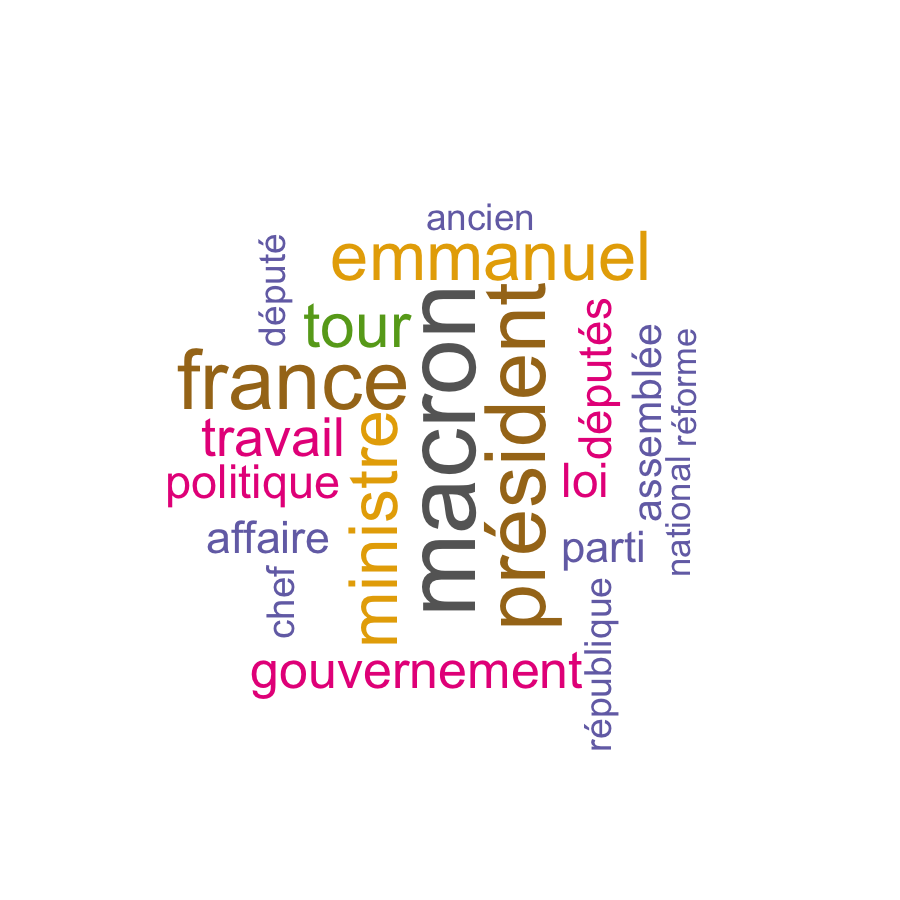 ancien
emmanuel
député
tour
macron
président
députés
assemblée
réforme
france
ministre
travail
politique
loi
national
affaire
parti
chef
république
gouvernement